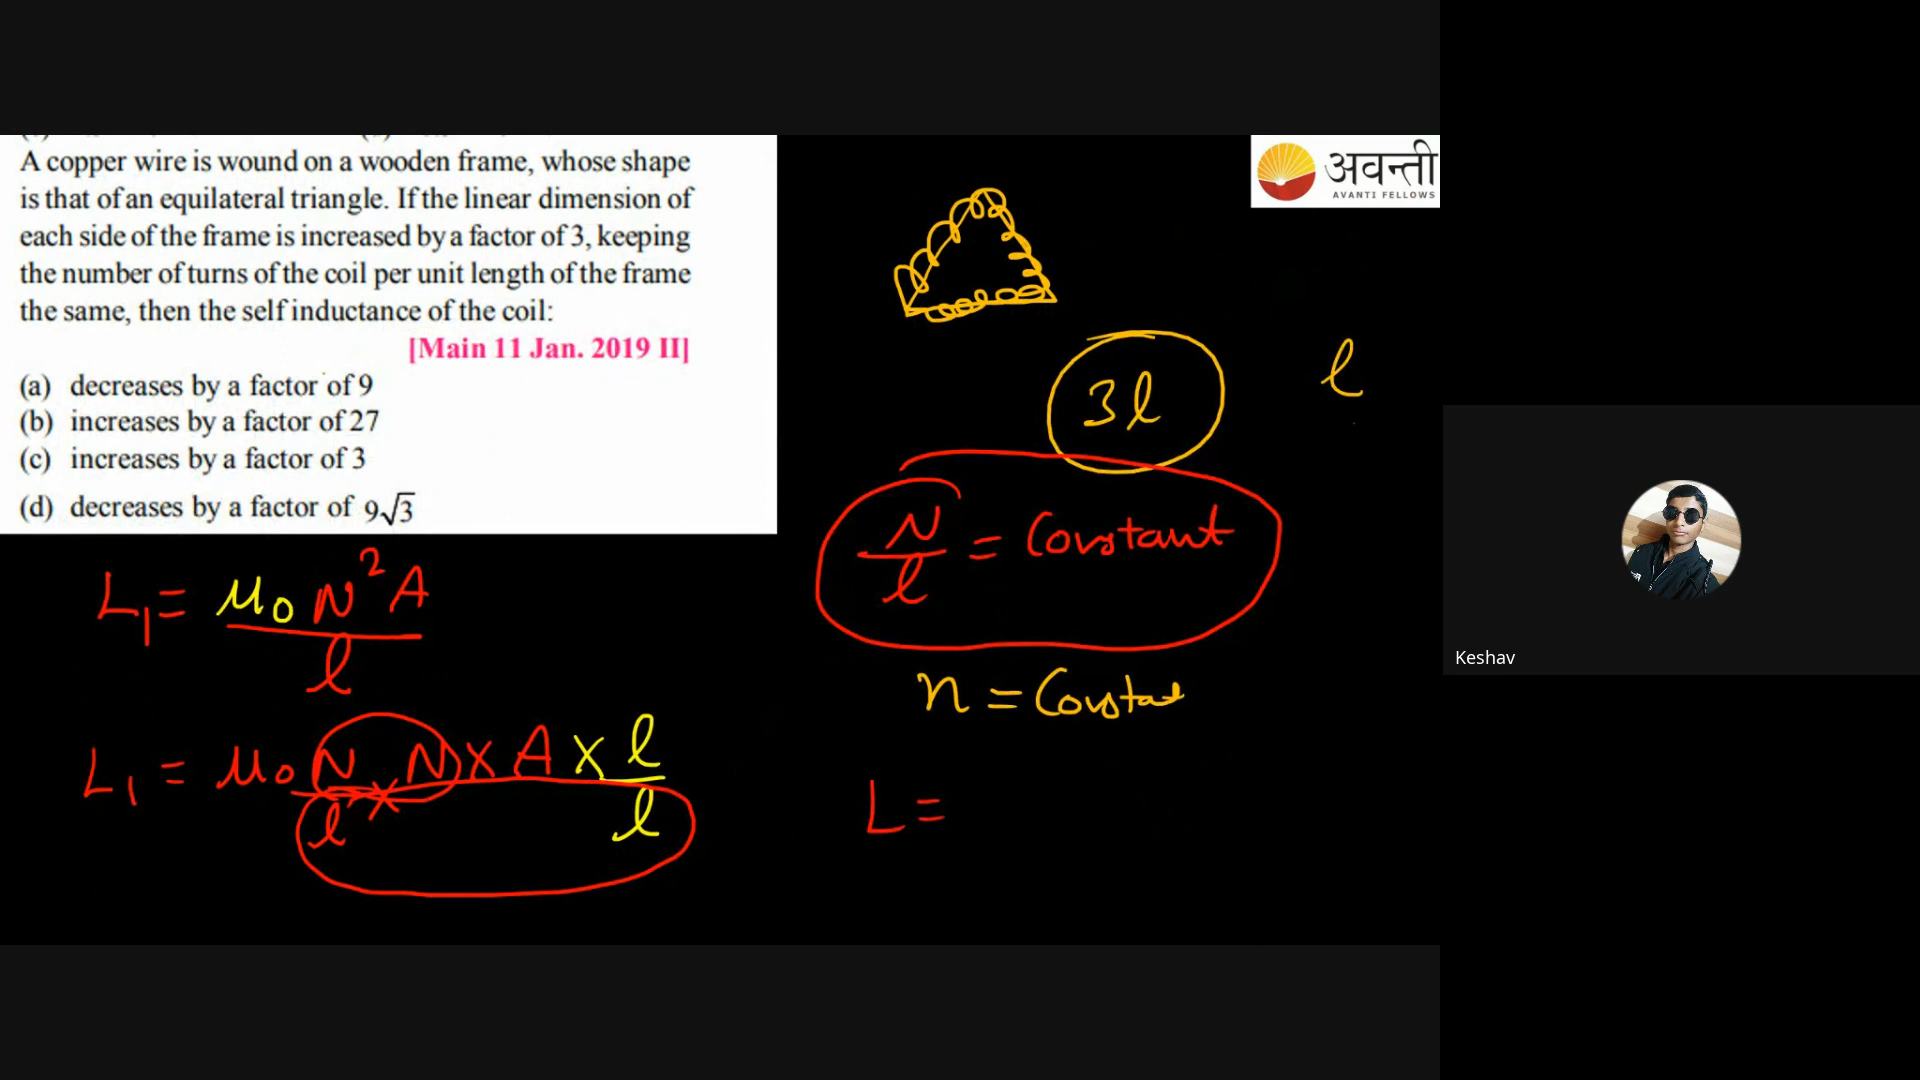 A copper wire is wound on a wooden frame, whose shape
is that of an equilateral triangle. If the linear dimension of
each side of the frame is increased by a factor of 3, keeping
the number of turns of the coil per unit length of the frame
the same, then the self inductance of the coil:
[Main 11 Jan. 2019 II]
(a) decreases by a factor of 9
(b) increases by a factor of 27
(c) increases by a factor of 3
(d) decreases by a factor of 9√3
L₁ = μ₀N²A
l
L₁ = μ₀ N N × A × l
l × l
अवन्ती
AVANTI FELLOWS
3l
l
N/l = Constant
n =
L =
Keshav